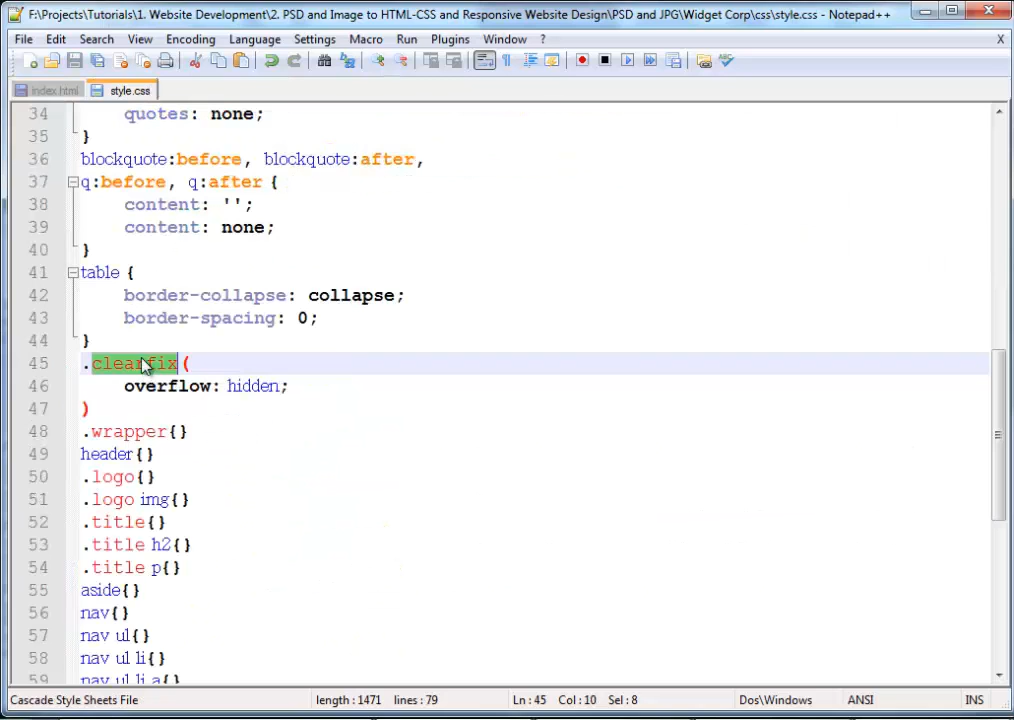 F:\Projects\Tutorials\1. Website Development\2. PSD and Image to HTML-CSS and Responsive Website Design\PSD and JPG\Widget Corp\css\style.css - Notepad++
File Edit Search View Encoding Language Settings Macro Run Plugins Window ? X
index.html style.css
34 quotes: none;
35 }
36 blockquote:before, blockquote:after,
37 q:before, q:after {
38 content: '';
39 content: none;
40 }
41 table {
42 border-collapse: collapse;
43 border-spacing: 0;
44 }
45 .clearfix(
46 overflow: hidden;
47 )
48 .wrapper{}
49 header{}
50 .logo{}
51 .logo img{}
52 .title{}
53 .title h2{}
54 .title p{}
55 aside{}
56 nav{}
57 nav ul{}
58 nav ul li{}
59 nav ul li a{}
Cascade Style Sheets File length : 1471 lines : 79 Ln : 45 Col : 10 Sel : 8 Dos\Windows ANSI INS